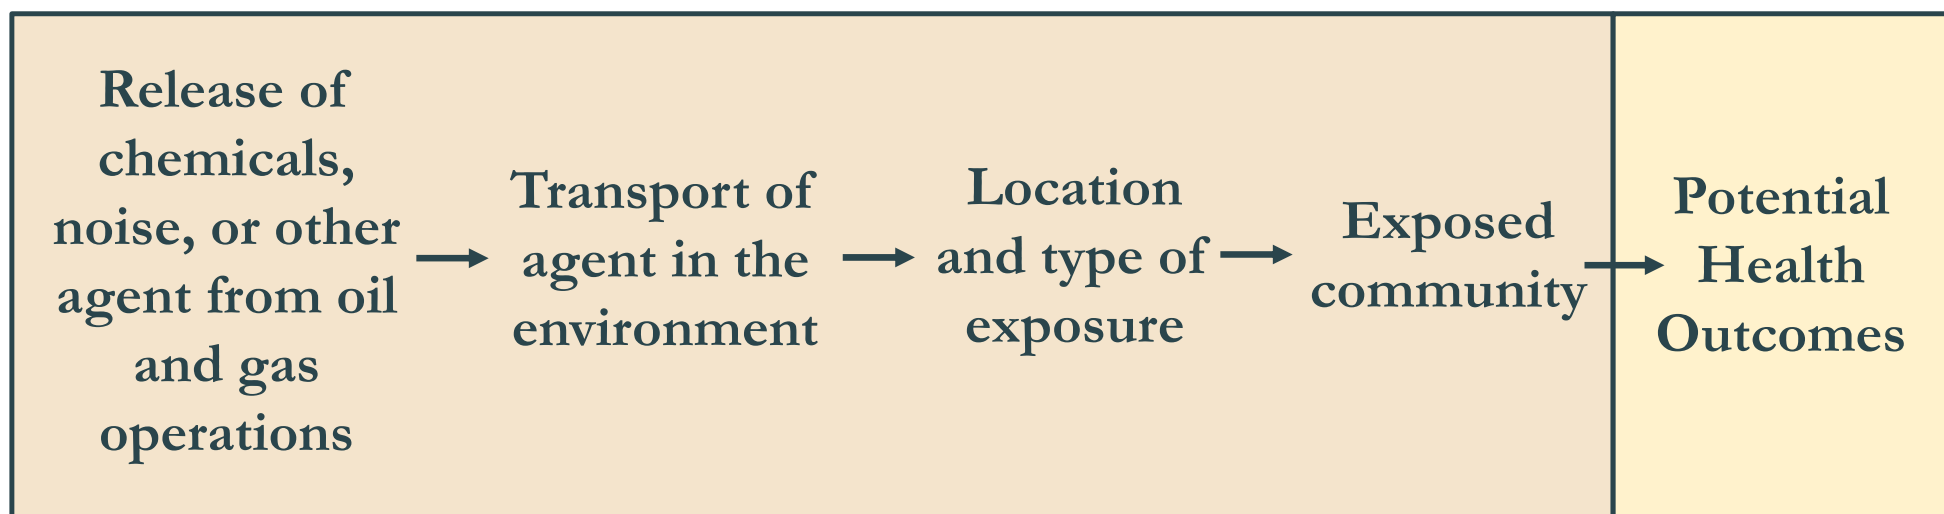 Release of
chemicals,
noise, or other
agent from oil
and gas
operations
Transport of
agent in the
environment
Location
and type of
exposure
Exposed
community
Potential
Health
Outcomes